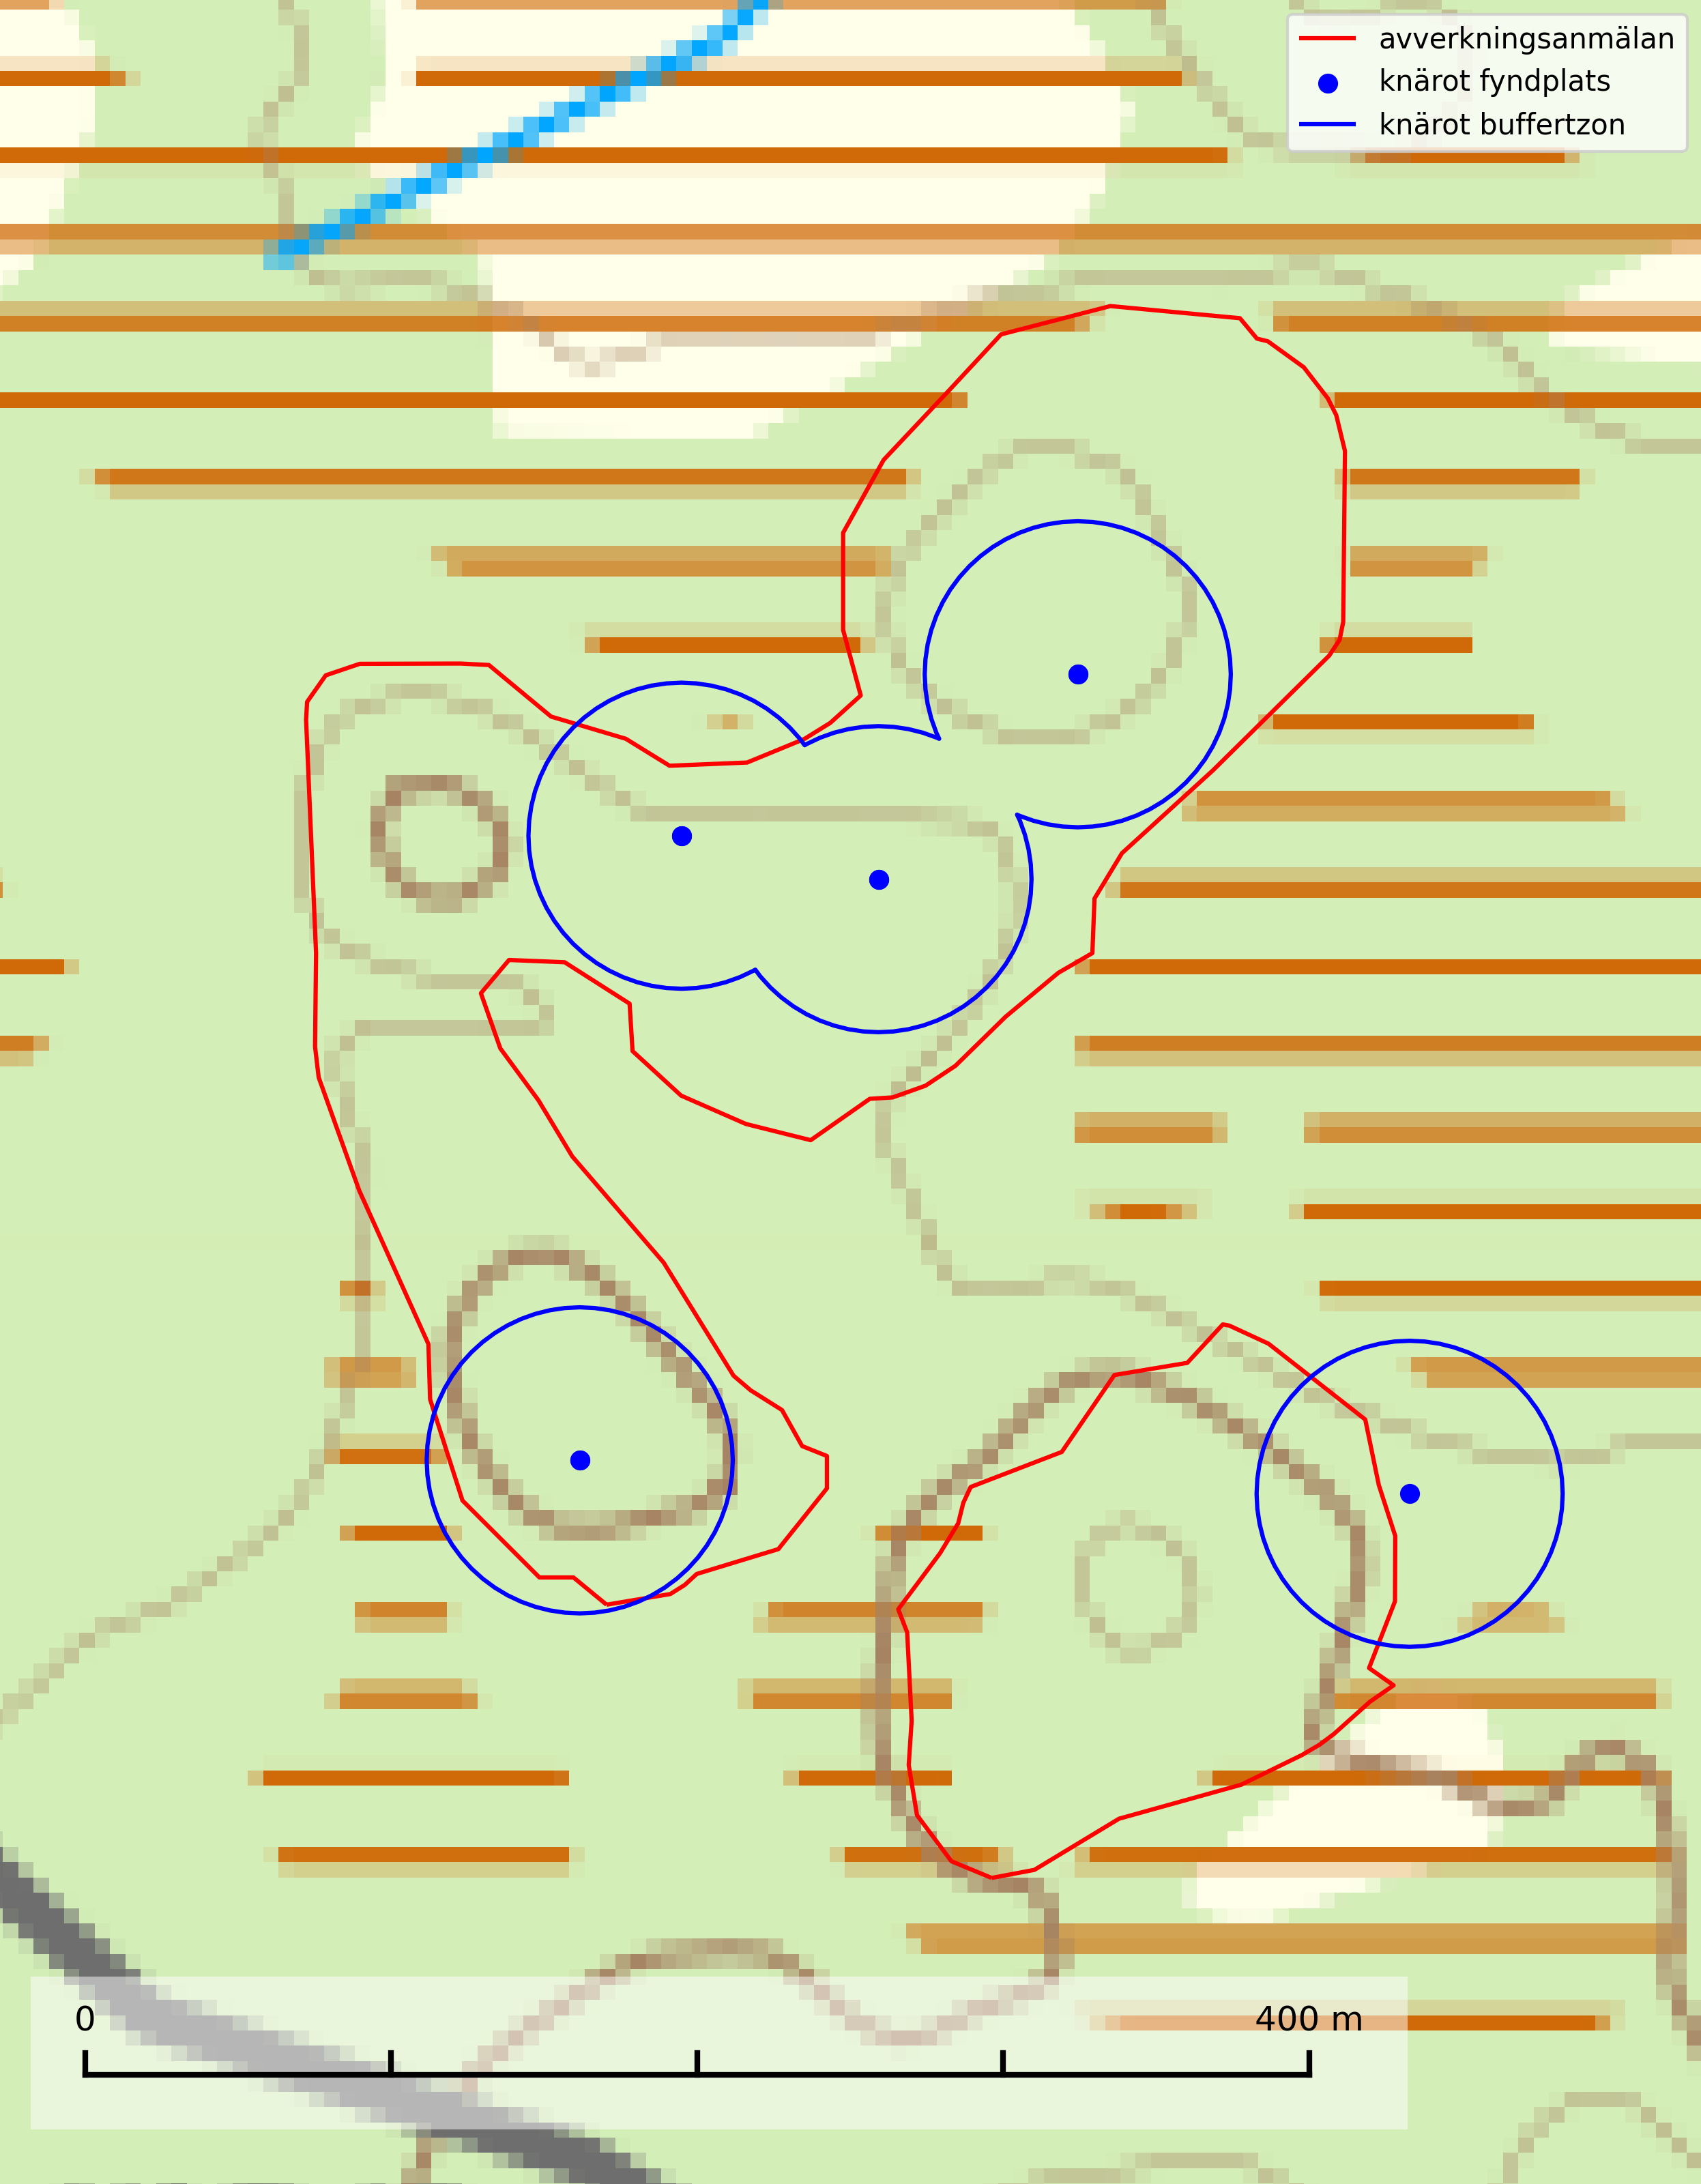 avverkningsanmälan
knärot fyndplats
knärot buffertzon
0 400 m